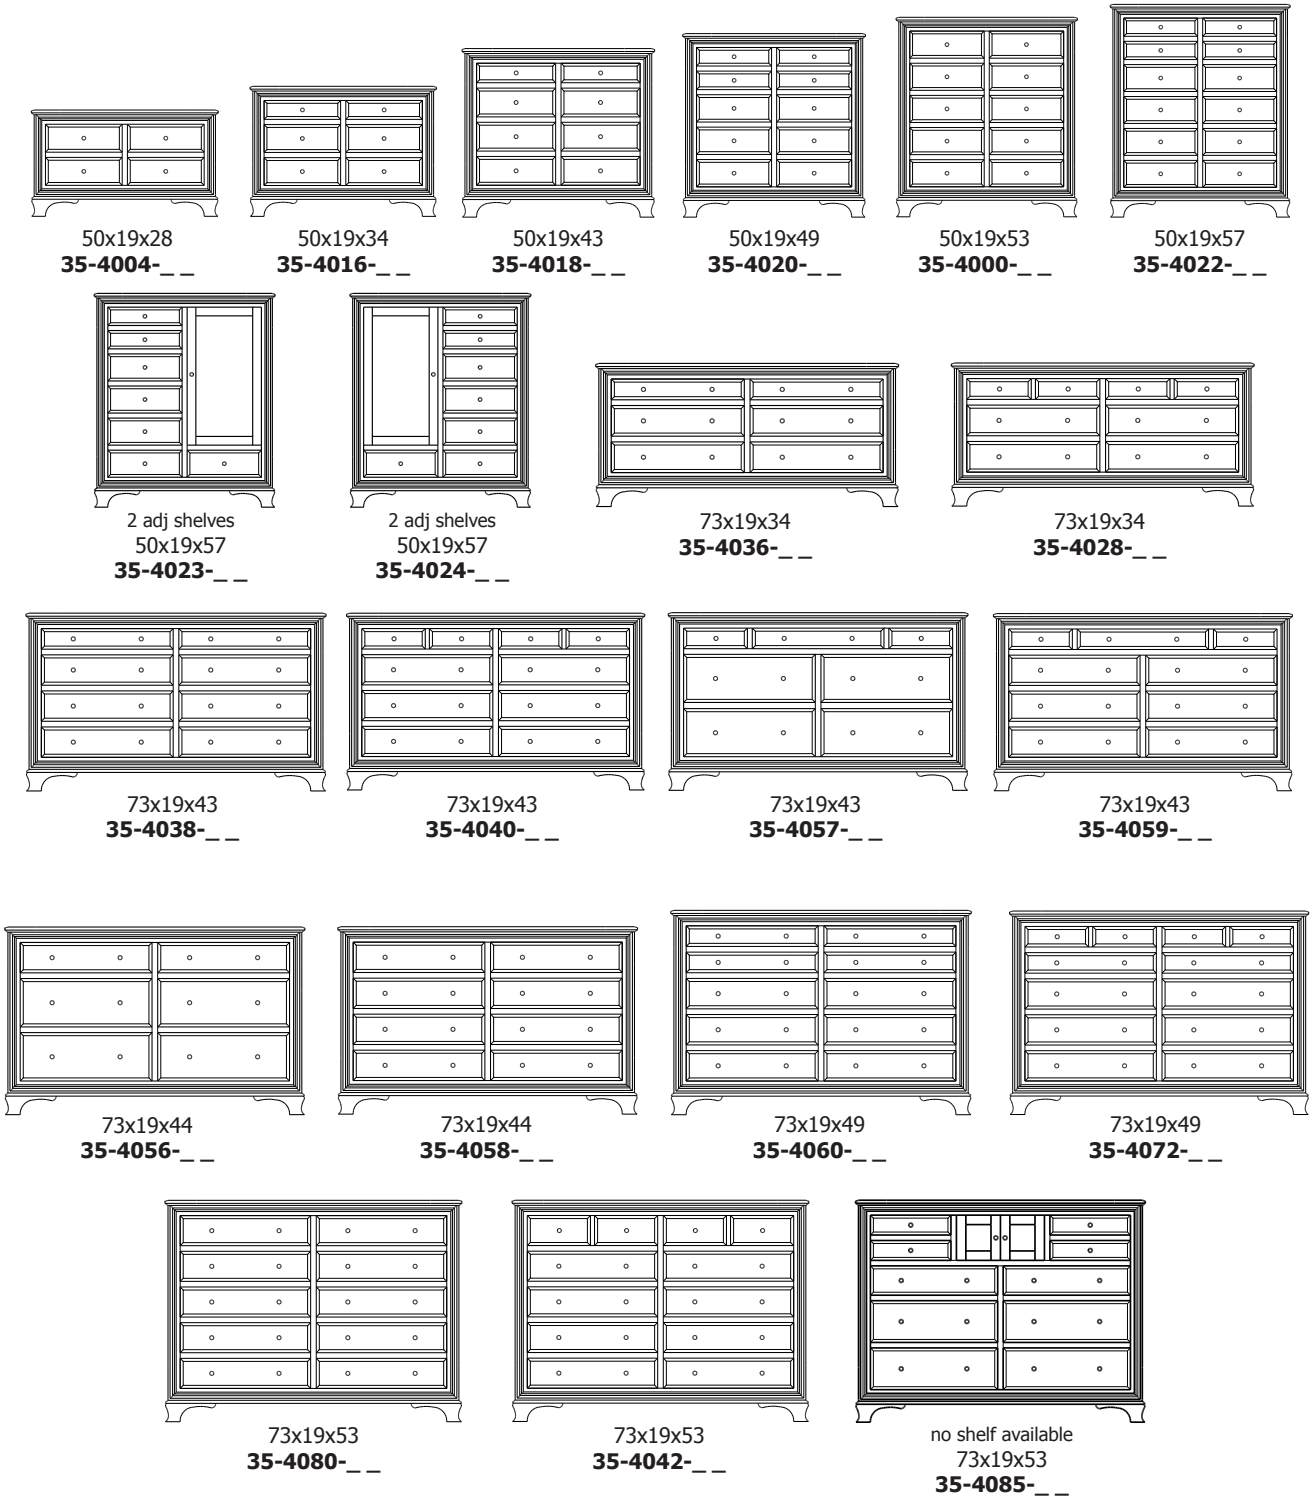 50x19x28
35-4004-_ _
50x19x34
35-4016-_ _
50x19x43
35-4018-_ _
50x19x49
35-4020-_ _
50x19x53
35-4000-_ _
50x19x57
35-4022-_ _
2 adj shelves
50x19x57
35-4023-_ _
2 adj shelves
50x19x57
35-4024-_ _
73x19x34
35-4036-_ _
73x19x34
35-4028-_ _
73x19x43
35-4038-_ _
73x19x43
35-4040-_ _
73x19x43
35-4057-_ _
73x19x43
35-4059-_ _
73x19x44
35-4056-_ _
73x19x44
35-4058-_ _
73x19x49
35-4060-_ _
73x19x49
35-4072-_ _
73x19x53
35-4080-_ _
73x19x53
35-4042-_ _
no shelf available
73x19x53
35-4085-_ _